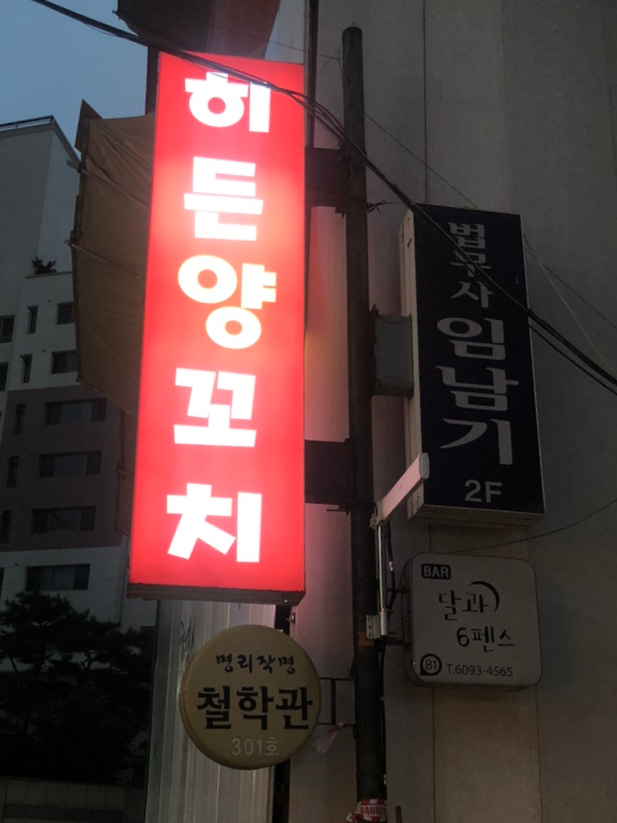 히든양꼬치
법무사
임남기
2F
BAR
달과
6펜스
B1 T.6093-4565
명리작명
철학관
301호
DANGER